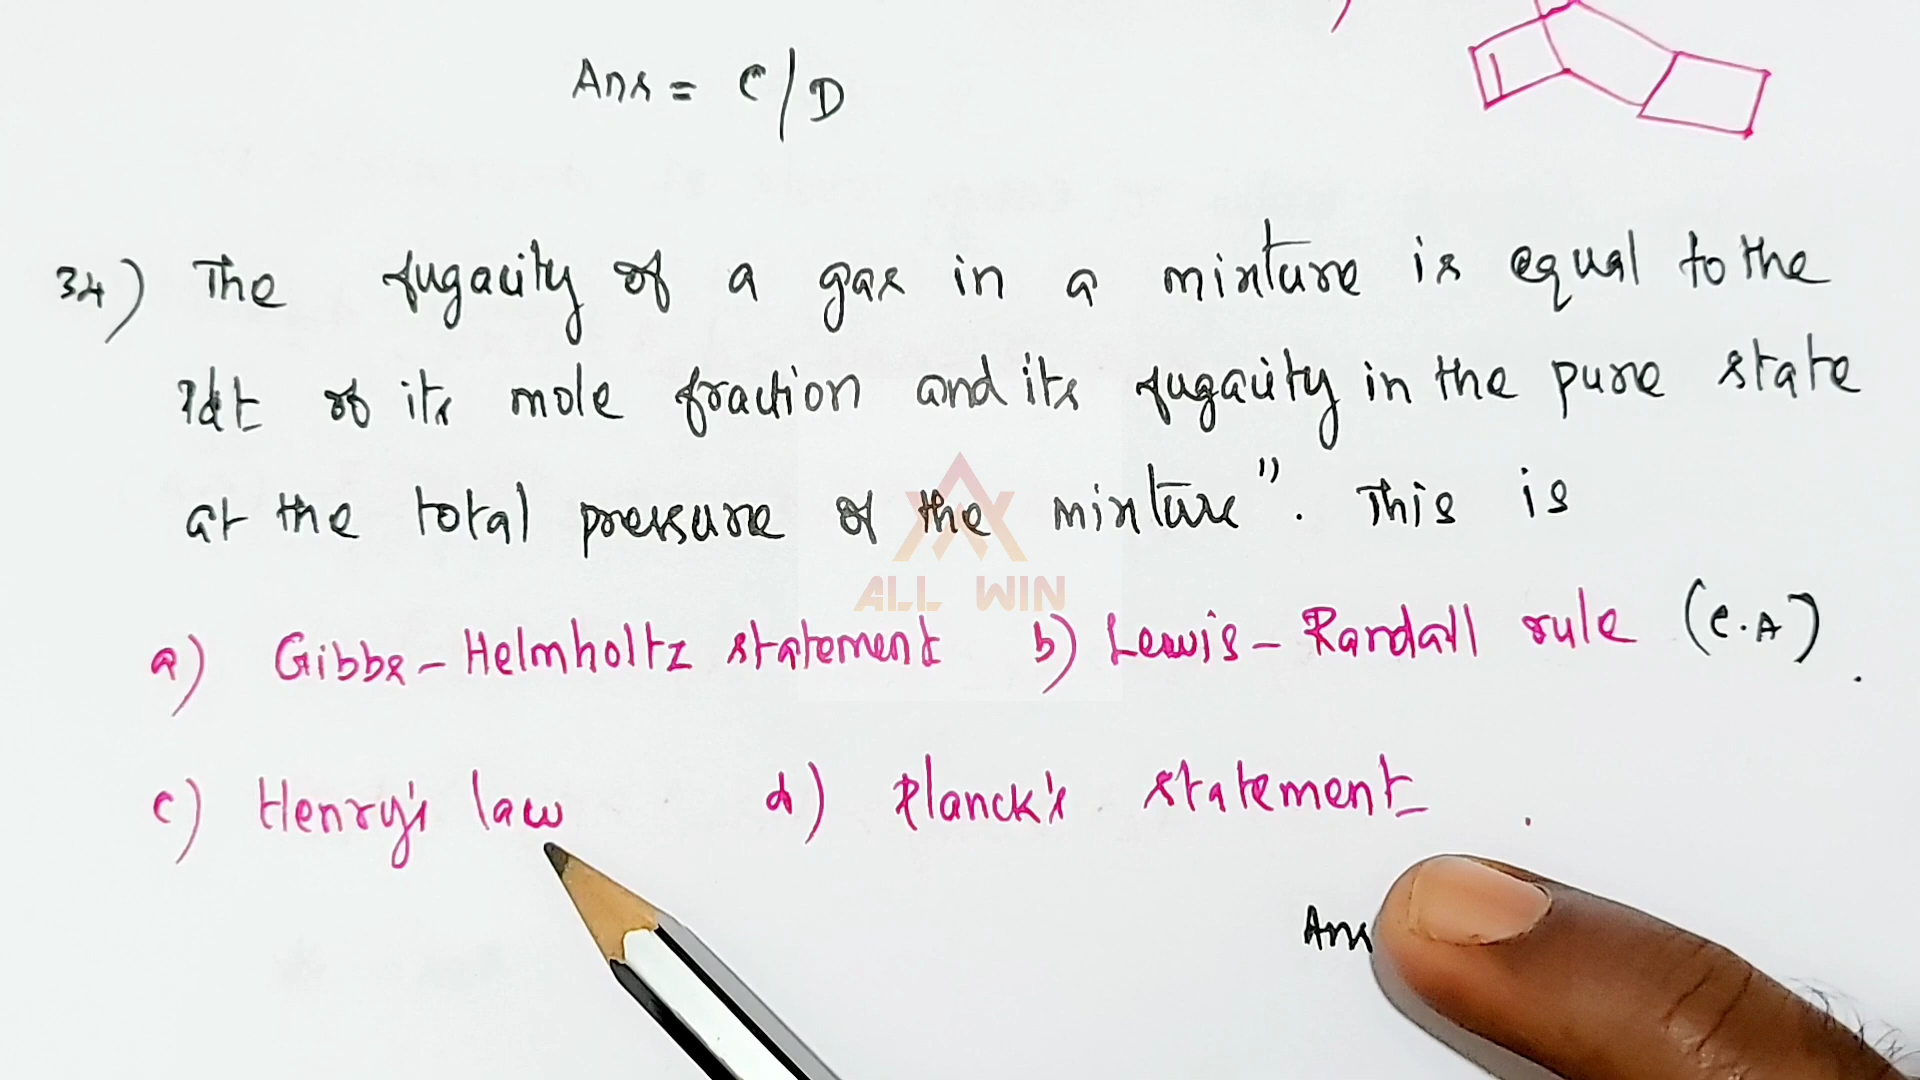 Ans = C/D
34) The fugacity of a gas in a mixture is equal to the
Pdt of its mole fraction and its fugacity in the pure state
at the total pressure of the mixture". This is
ALL WIN
a) Gibbs-Helmholtz statement b) Lewis-Randall rule (C.A)
c) Henry's law d) Planck's statement
Ans